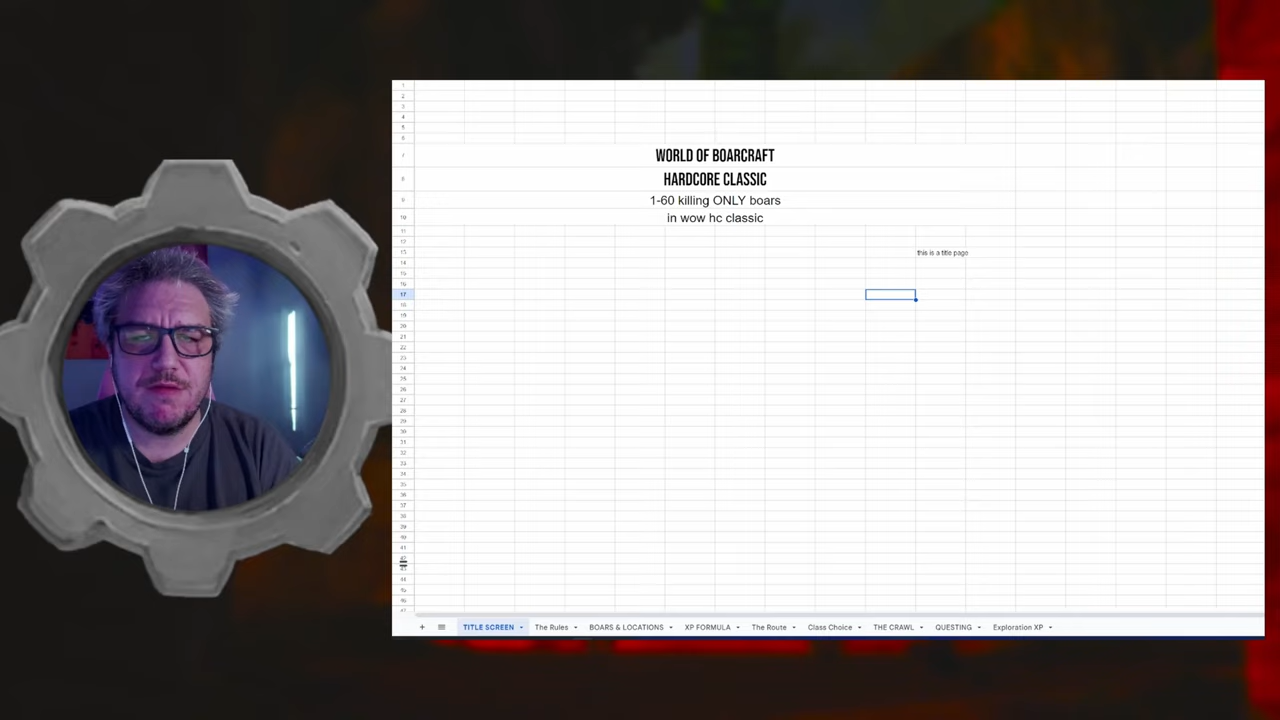 WORLD OF BOARCRAFT
HARDCORE CLASSIC
1-60 killing ONLY boars
in wow hc classic
this is a title page
TITLE SCREEN
The Rules
BOARS & LOCATIONS
XP FORMULA
The Route
Class Choice
THE CRAWL
QUESTING
Exploration XP